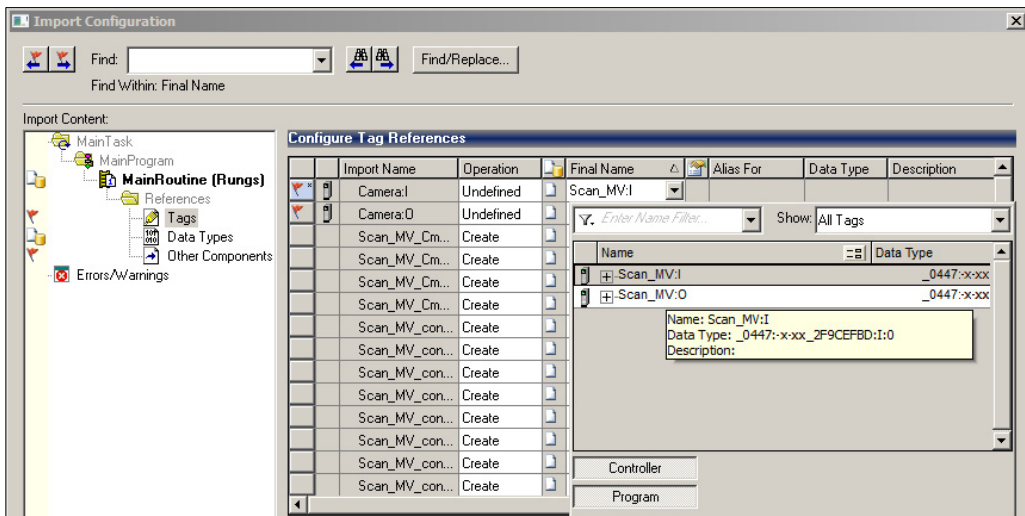 Import Configuration
Find: Find/Replace...
Find Within: Final Name
Import Content:
MainTask
MainProgram
MainRoutine (Rungs)
References
Tags
Data Types
Other Components
Errors/Warnings
Configure Tag References
Import Name Operation Final Name Alias For Data Type Description
Camera:I Undefined Scan_MV:I
Camera:O Undefined
Scan_MV_Cm... Create
Scan_MV_Cm... Create
Scan_MV_Cm... Create
Scan_MV_Cm... Create
Scan_MV_con... Create
Scan_MV_con... Create
Scan_MV_con... Create
Scan_MV_con... Create
Scan_MV_con... Create
Scan_MV_con... Create
Scan_MV_con... Create
Scan_MV_con... Create
Enter Name Filter... Show: All Tags
Name Data Type
Scan_MV:I _0447:-x-xx
Scan_MV:O _0447:-x-xx
Name: Scan_MV:I
Data Type: _0447:-x-xx_2F9CEFBD:I:0
Description:
Controller
Program